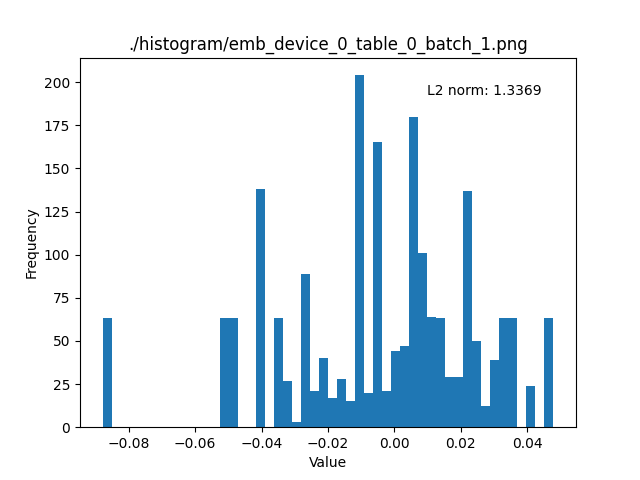 ./histogram/emb_device_0_table_0_batch_1.png
L2 norm: 1.3369
200
175
150
125
100
75
50
25
0
Frequency
−0.08 −0.06 −0.04 −0.02 0.00 0.02 0.04
Value